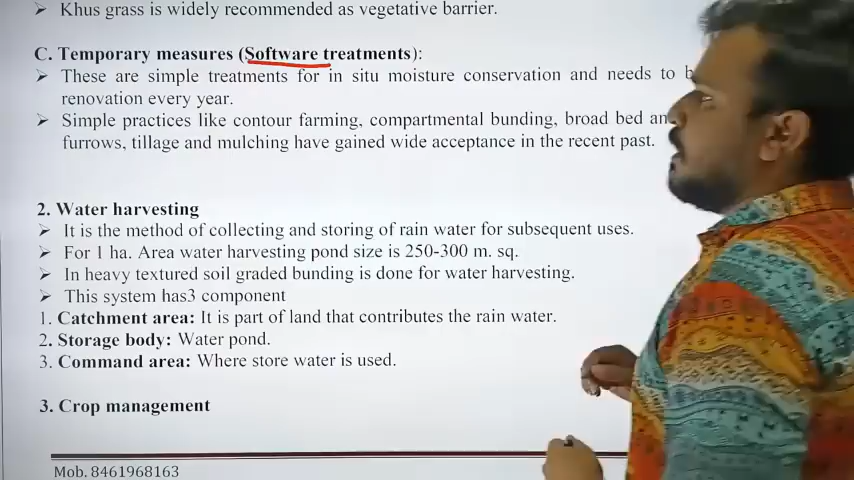 ➢ Khus grass is widely recommended as vegetative barrier.
C. Temporary measures (Software treatments):
➢ These are simple treatments for in situ moisture conservation and needs to
renovation every year.
➢ Simple practices like contour farming, compartmental bunding, broad bed
furrows, tillage and mulching have gained wide acceptance in the recent past.
2. Water harvesting
➢ It is the method of collecting and storing of rain water for subsequent uses.
➢ For 1 ha. Area water harvesting pond size is 250-300 m. sq.
➢ In heavy textured soil graded bunding is done for water harvesting.
➢ This system has3 component
1. Catchment area: It is part of land that contributes the rain water.
2. Storage body: Water pond.
3. Command area: Where store water is used.
3. Crop management
Mob. 8461968163